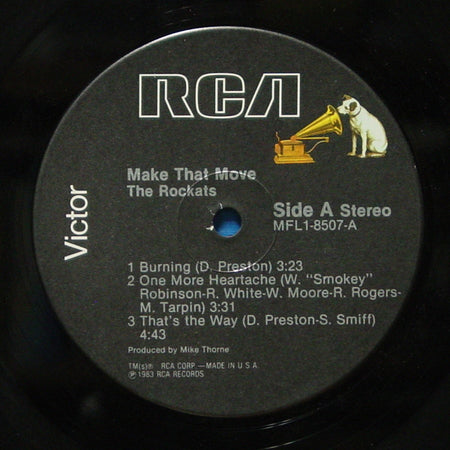 RCA
Victor
Make That Move
The Rockats
Side A Stereo
MFL1-8507-A
1 Burning (D. Preston) 3:23
2 One More Heartache (W. "Smokey"
Robinson-R. White-W. Moore-R. Rogers-
M. Tarpin) 3:31
3 That's the Way (D. Preston-S. Smiff)
4:43
Produced by Mike Thorne
TM(s)® RCA CORP.—MADE IN U.S.A.
℗1983 RCA RECORDS